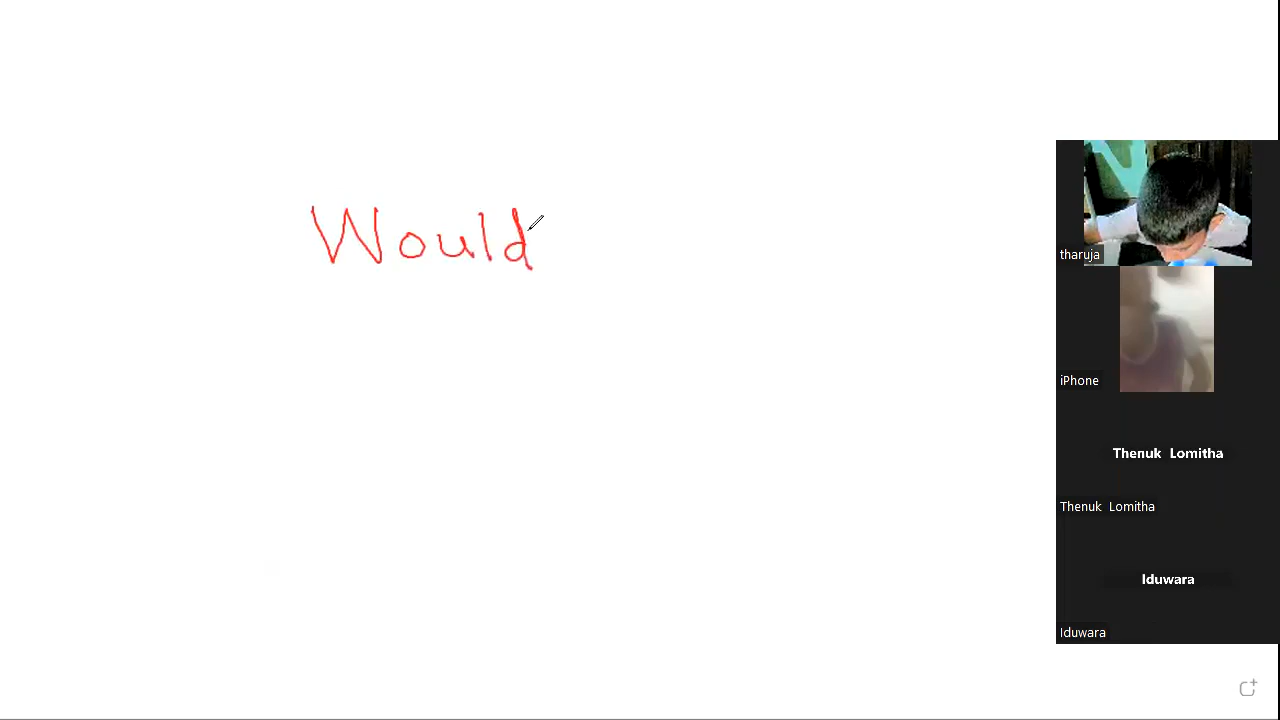 Would
tharuja
iPhone
Thenuk Lomitha
Thenuk Lomitha
Iduwara
Iduwara